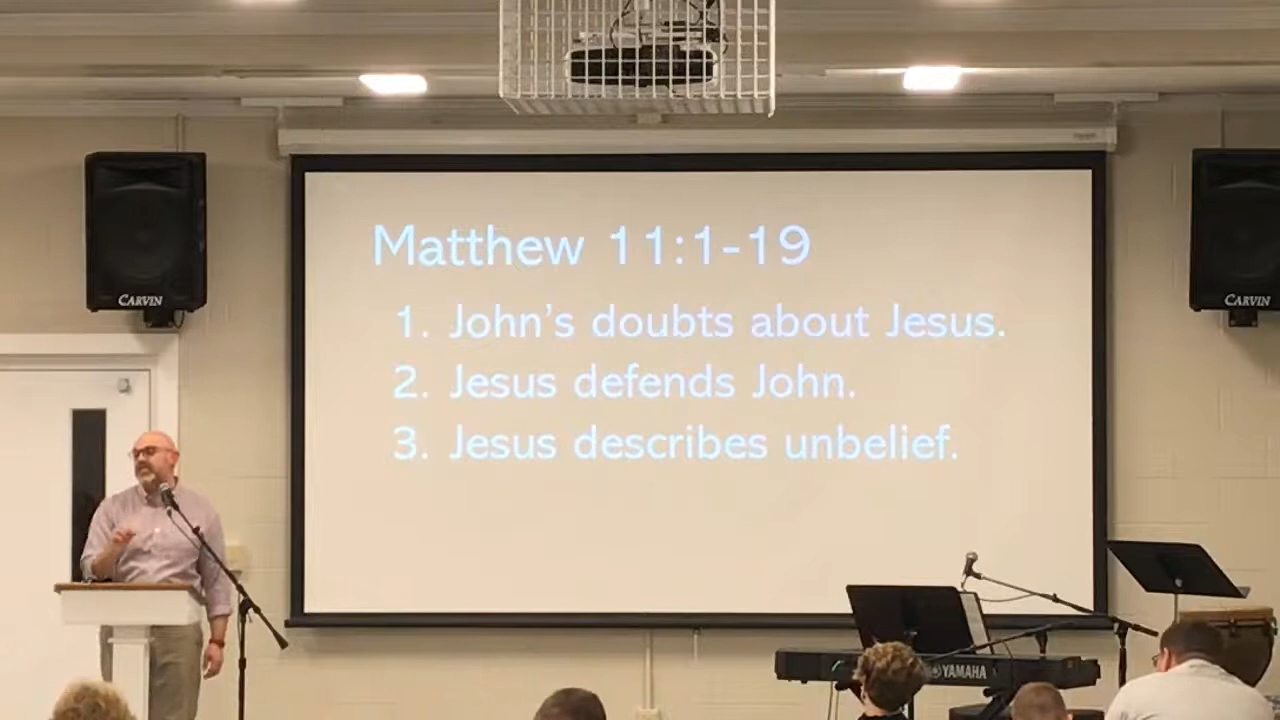 Matthew 11:1-19
1. John's doubts about Jesus.
2. Jesus defends John.
3. Jesus describes unbelief.
CARVIN
CARVIN
YAMAHA